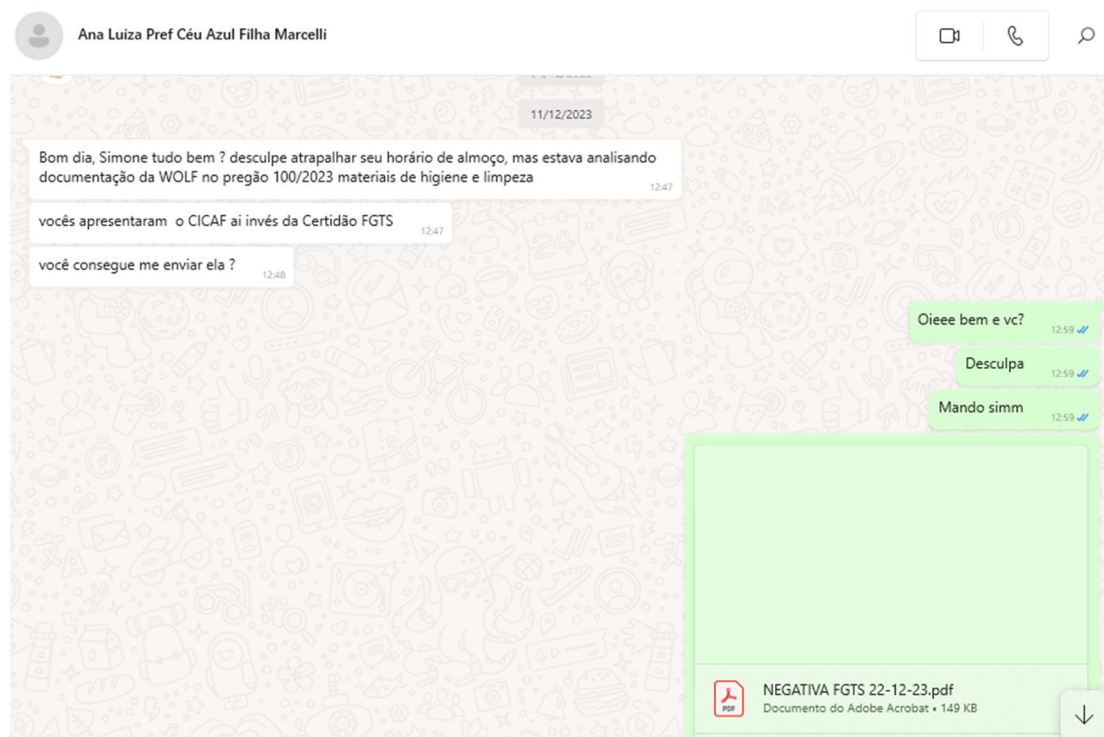 Ana Luiza Pref Céu Azul Filha Marcelli
11/12/2023
Bom dia, Simone tudo bem ? desculpe atrapalhar seu horário de almoço, mas estava analisando
documentação da WOLF no pregão 100/2023 materiais de higiene e limpeza
12:47
vocês apresentaram o CICAF ai invés da Certidão FGTS
12:47
você consegue me enviar ela ?
12:48
Oieee bem e vc?
12:59
Desculpa
12:59
Mando simm
12:59
NEGATIVA FGTS 22-12-23.pdf
PDF
Documento do Adobe Acrobat • 149 KB